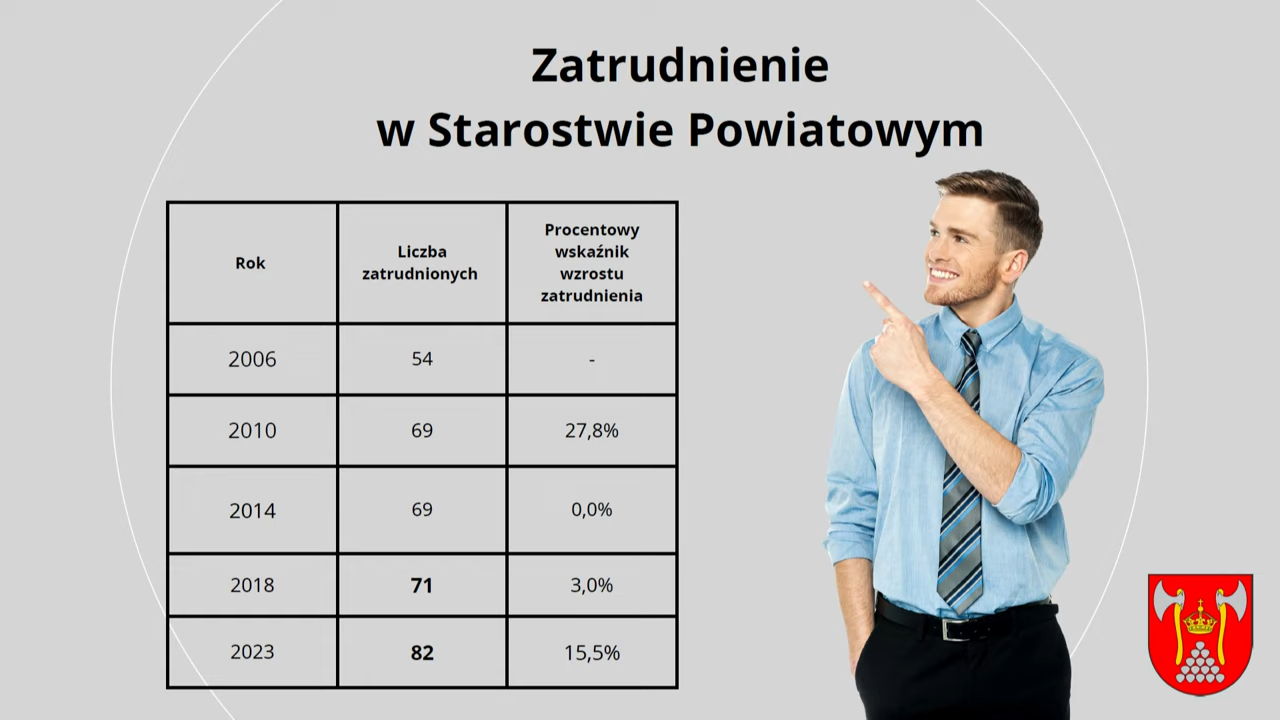 Zatrudnienie
w Starostwie Powiatowym
Rok
Liczba
zatrudnionych
Procentowy
wskaźnik
wzrostu
zatrudnienia
2006 54 -
2010 69 27,8%
2014 69 0,0%
2018 71 3,0%
2023 82 15,5%